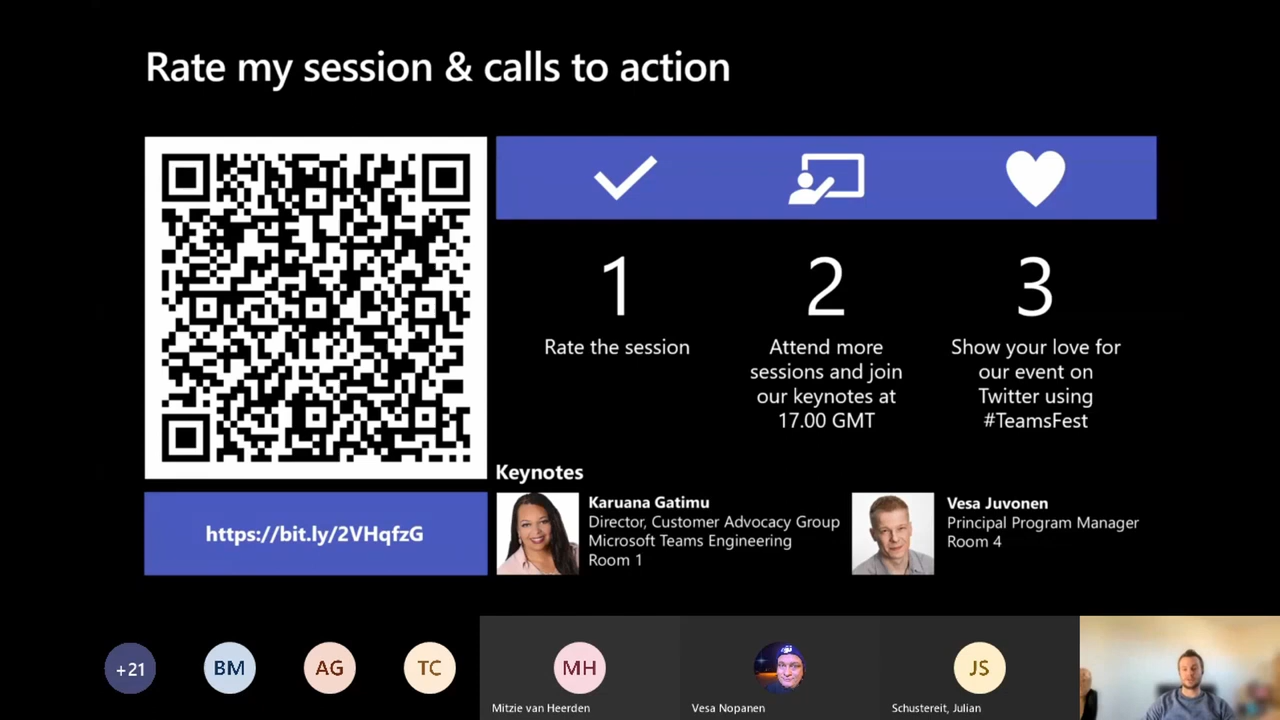 Rate my session & calls to action
1
Rate the session
2
Attend more
sessions and join
our keynotes at
17.00 GMT
3
Show your love for
our event on
Twitter using
#TeamsFest
https://bit.ly/2VHqfzG
Keynotes
Karuana Gatimu
Director, Customer Advocacy Group
Microsoft Teams Engineering
Room 1
Vesa Juvonen
Principal Program Manager
Room 4
+21
BM
AG
TC
MH
Mitzie van Heerden
Vesa Nopanen
JS
Schustereit, Julian